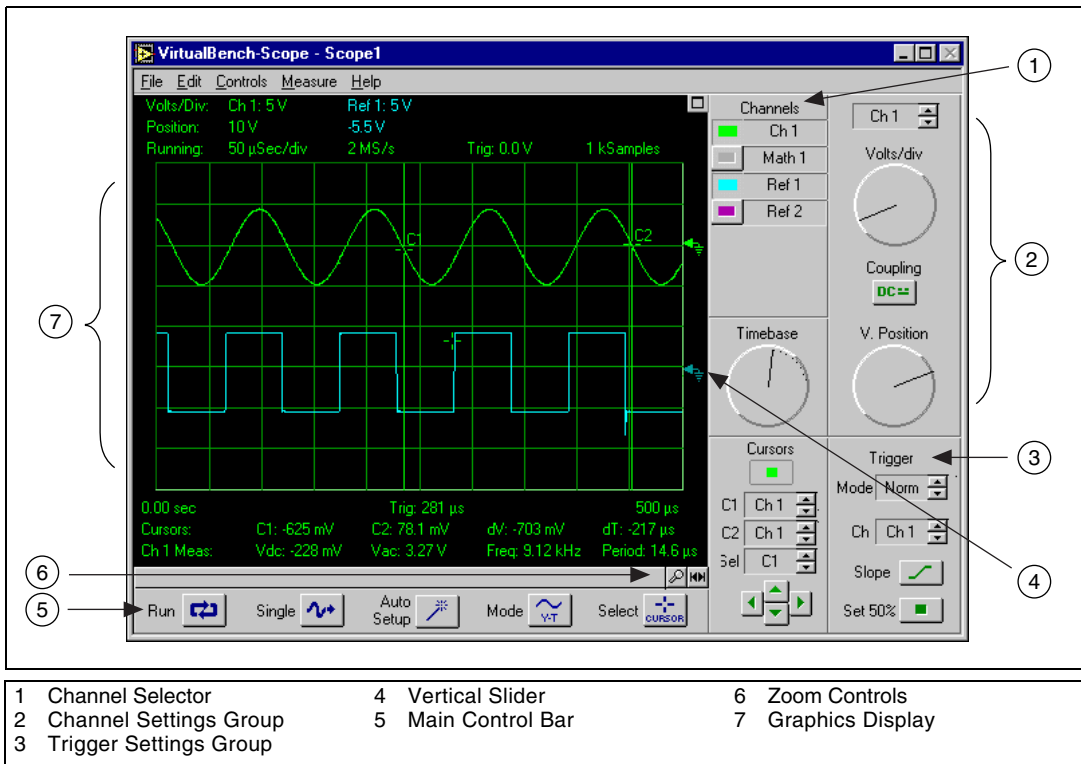 VirtualBench-Scope - Scope1
File Edit Controls Measure Help
Volts/Div: Ch 1: 5 V Ref 1: 5 V
Position: 10 V -5.5 V
Running: 50 µSec/div 2 MS/s Trig: 0.0 V 1 kSamples
C1
C2
0.00 sec Trig: 281 µs 500 µs
Cursors: C1: -625 mV C2: 78.1 mV dV: -703 mV dT: -217 µs
Ch 1 Meas: Vdc: -228 mV Vac: 3.27 V Freq: 9.12 kHz Period: 14.6 µs
Run Single Auto Setup Mode Y-T Select CURSOR
Channels
Ch 1
Math 1
Ref 1
Ref 2
Ch 1
Volts/div
Coupling
DC
Timebase
V. Position
Cursors
C1 Ch 1
C2 Ch 1
Sel C1
Trigger
Mode Norm
Ch Ch 1
Slope
Set 50%
1
2
3
4
5
6
7
1 Channel Selector
2 Channel Settings Group
3 Trigger Settings Group
4 Vertical Slider
5 Main Control Bar
6 Zoom Controls
7 Graphics Display